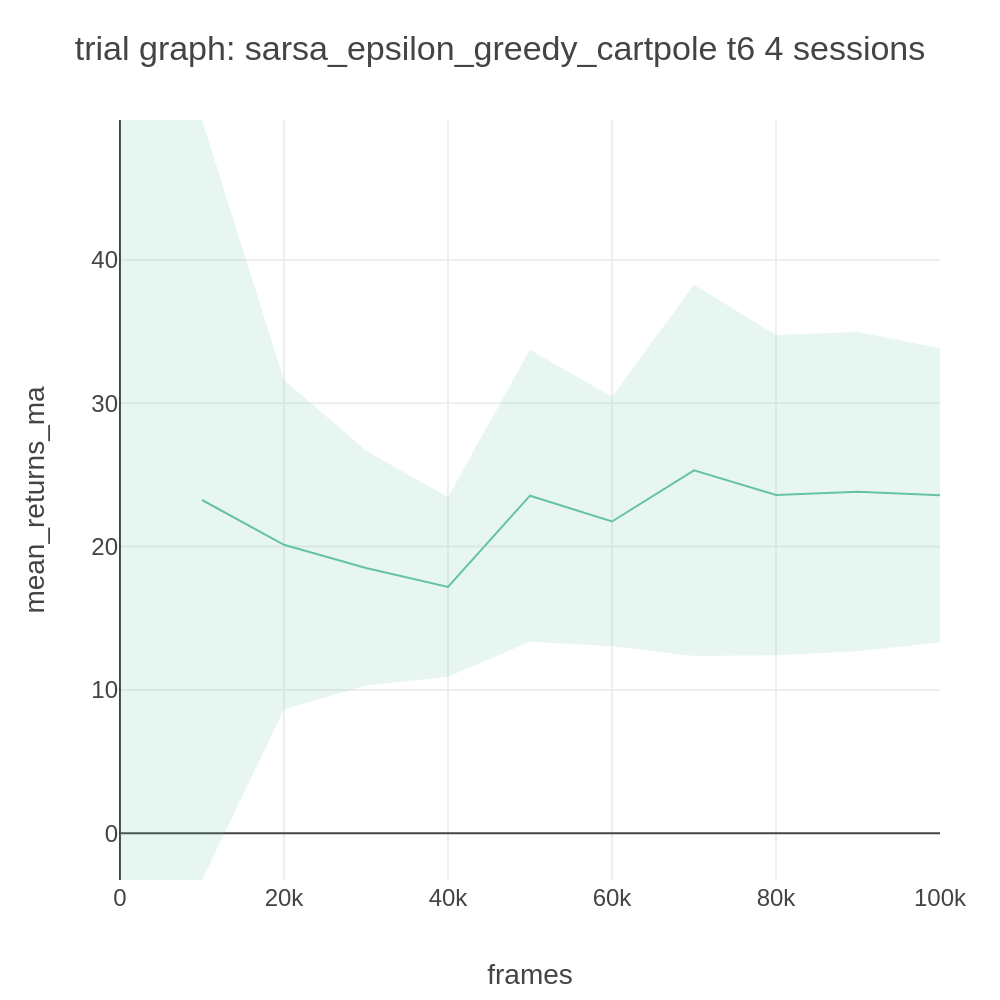 trial graph: sarsa_epsilon_greedy_cartpole t6 4 sessions
mean_returns_ma
40
30
20
10
0
0 20k 40k 60k 80k 100k
frames